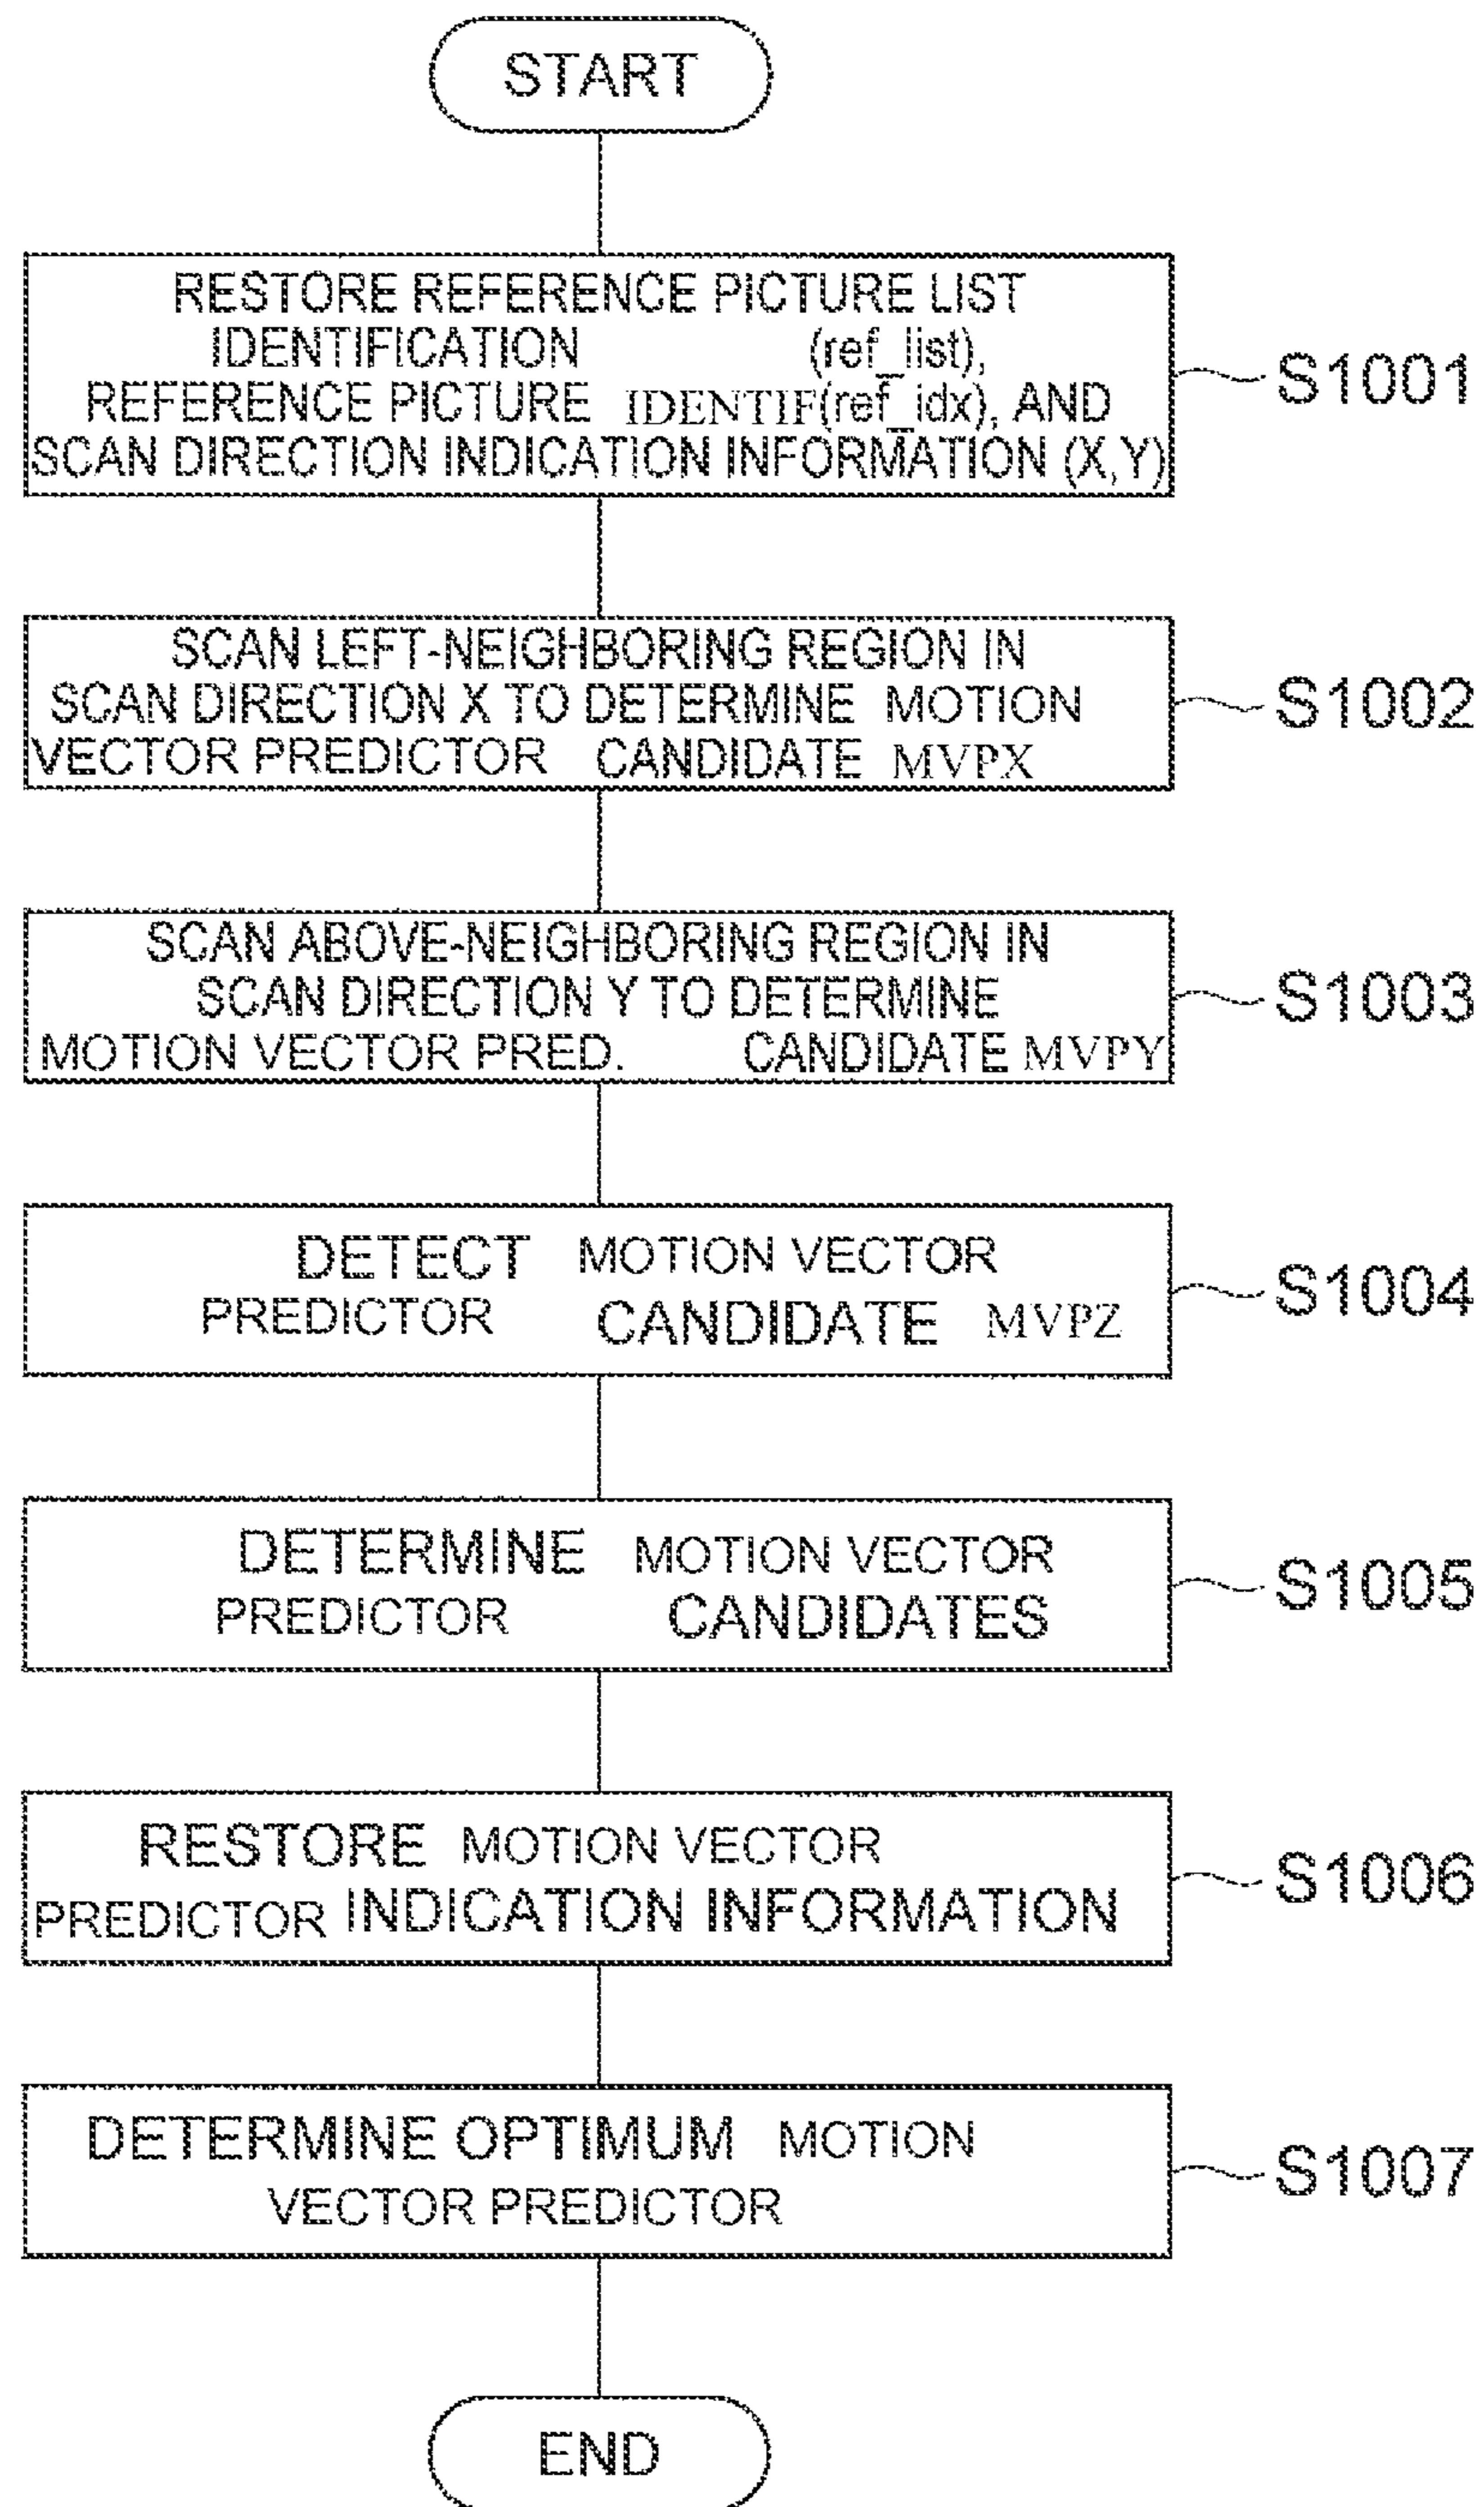 START
RESTORE REFERENCE PICTURE LIST
IDENTIFICATION (ref_list),
REFERENCE PICTURE IDENTIF(ref_idx), AND
SCAN DIRECTION INDICATION INFORMATION (X,Y)
S1001
SCAN LEFT-NEIGHBORING REGION IN
SCAN DIRECTION X TO DETERMINE MOTION
VECTOR PREDICTOR CANDIDATE MVPX
S1002
SCAN ABOVE-NEIGHBORING REGION IN
SCAN DIRECTION Y TO DETERMINE
MOTION VECTOR PRED. CANDIDATE MVPY
S1003
DETECT MOTION VECTOR
PREDICTOR CANDIDATE MVPZ
S1004
DETERMINE MOTION VECTOR
PREDICTOR CANDIDATES
S1005
RESTORE MOTION VECTOR
PREDICTOR INDICATION INFORMATION
S1006
DETERMINE OPTIMUM MOTION
VECTOR PREDICTOR
S1007
END